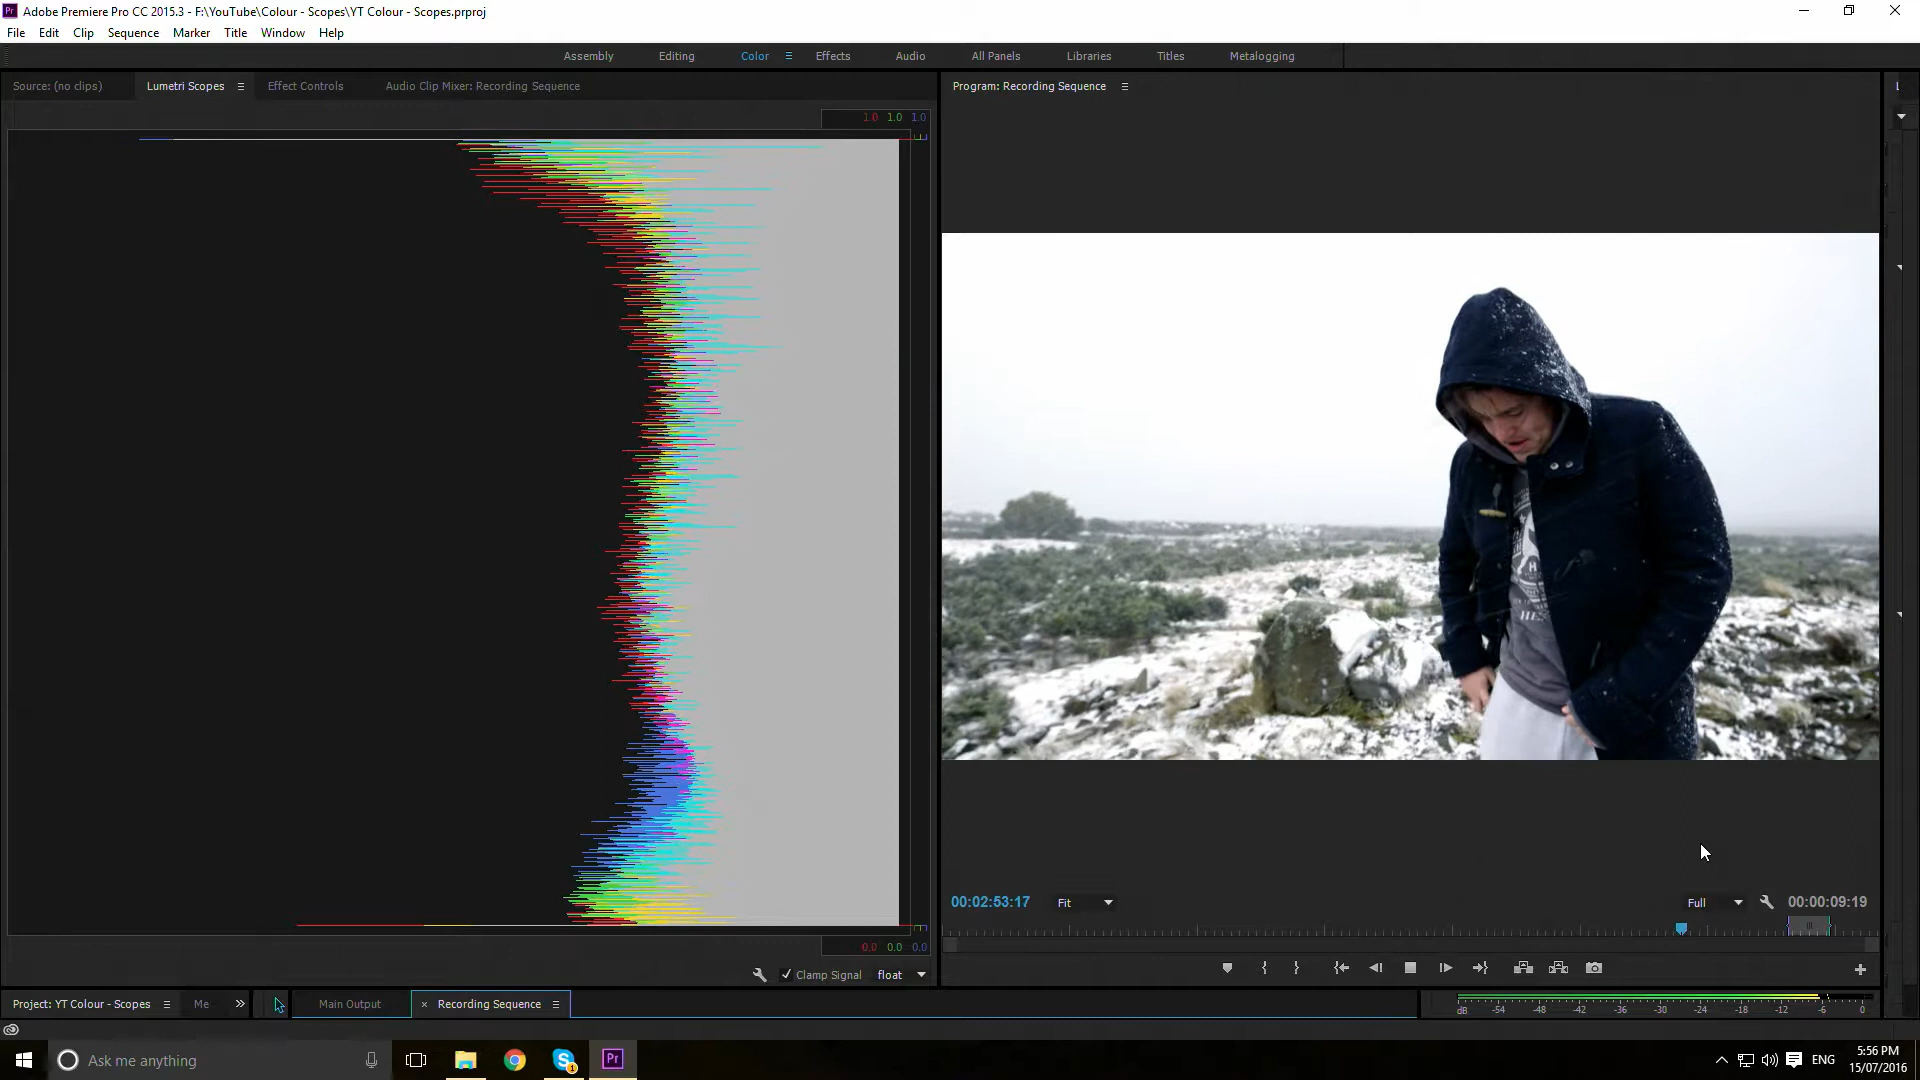 Adobe Premiere Pro CC 2015.3 - F:\YouTube\Colour - Scopes\YT Colour - Scopes.prproj
File Edit Clip Sequence Marker Title Window Help
Assembly Editing Color Effects Audio All Panels Libraries Titles Metalogging
Source: (no clips) Lumetri Scopes Effect Controls Audio Clip Mixer: Recording Sequence
Program: Recording Sequence
1.0 1.0 1.0
00:02:53:17 Fit Full 00:00:09:19
0.0 0.0 0.0
Clamp Signal float
Project: YT Colour - Scopes Me Main Output Recording Sequence
dB -54 -48 -42 -36 -30 -24 -18 -12 -6 0
Ask me anything
ENG
5:56 PM
15/07/2016